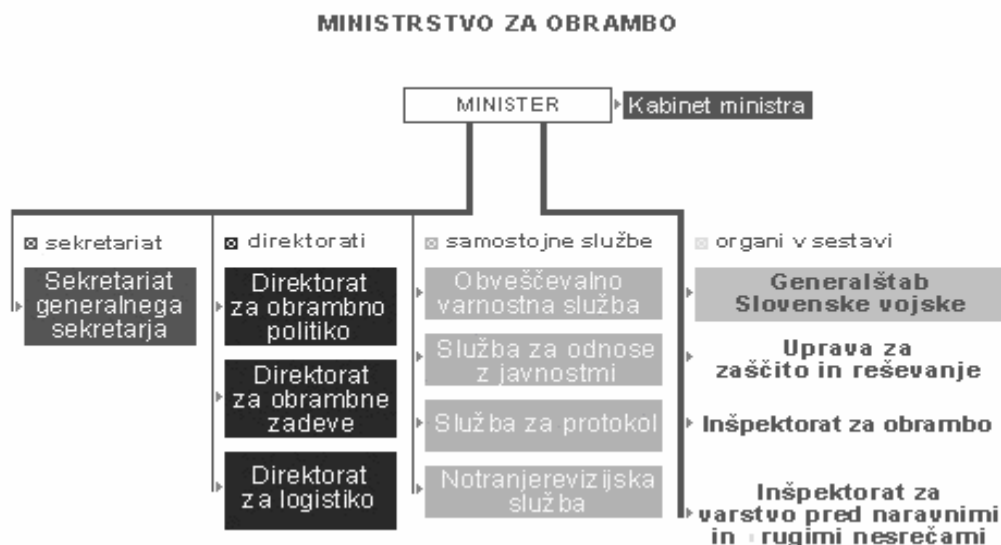 MINISTRSTVO ZA OBRAMBO
MINISTER
Kabinet ministra
sekretariat
Sekretariat
generalnega
sekretarja
direktorati
Direktorat
za obrambno
politiko
Direktorat
za obrambne
zadeve
Direktorat
za logistiko
samostojne službe
Obveščevalno
varnostna služba
Služba za odnose
z javnostmi
Služba za protokol
Notranjerevizijska
služba
organi v sestavi
Generalštab
Slovenske vojske
Uprava za
zaščito in reševanje
Inšpektorat za obrambo
Inšpektorat za
varstvo pred naravnimi
in rugimi nesrečami